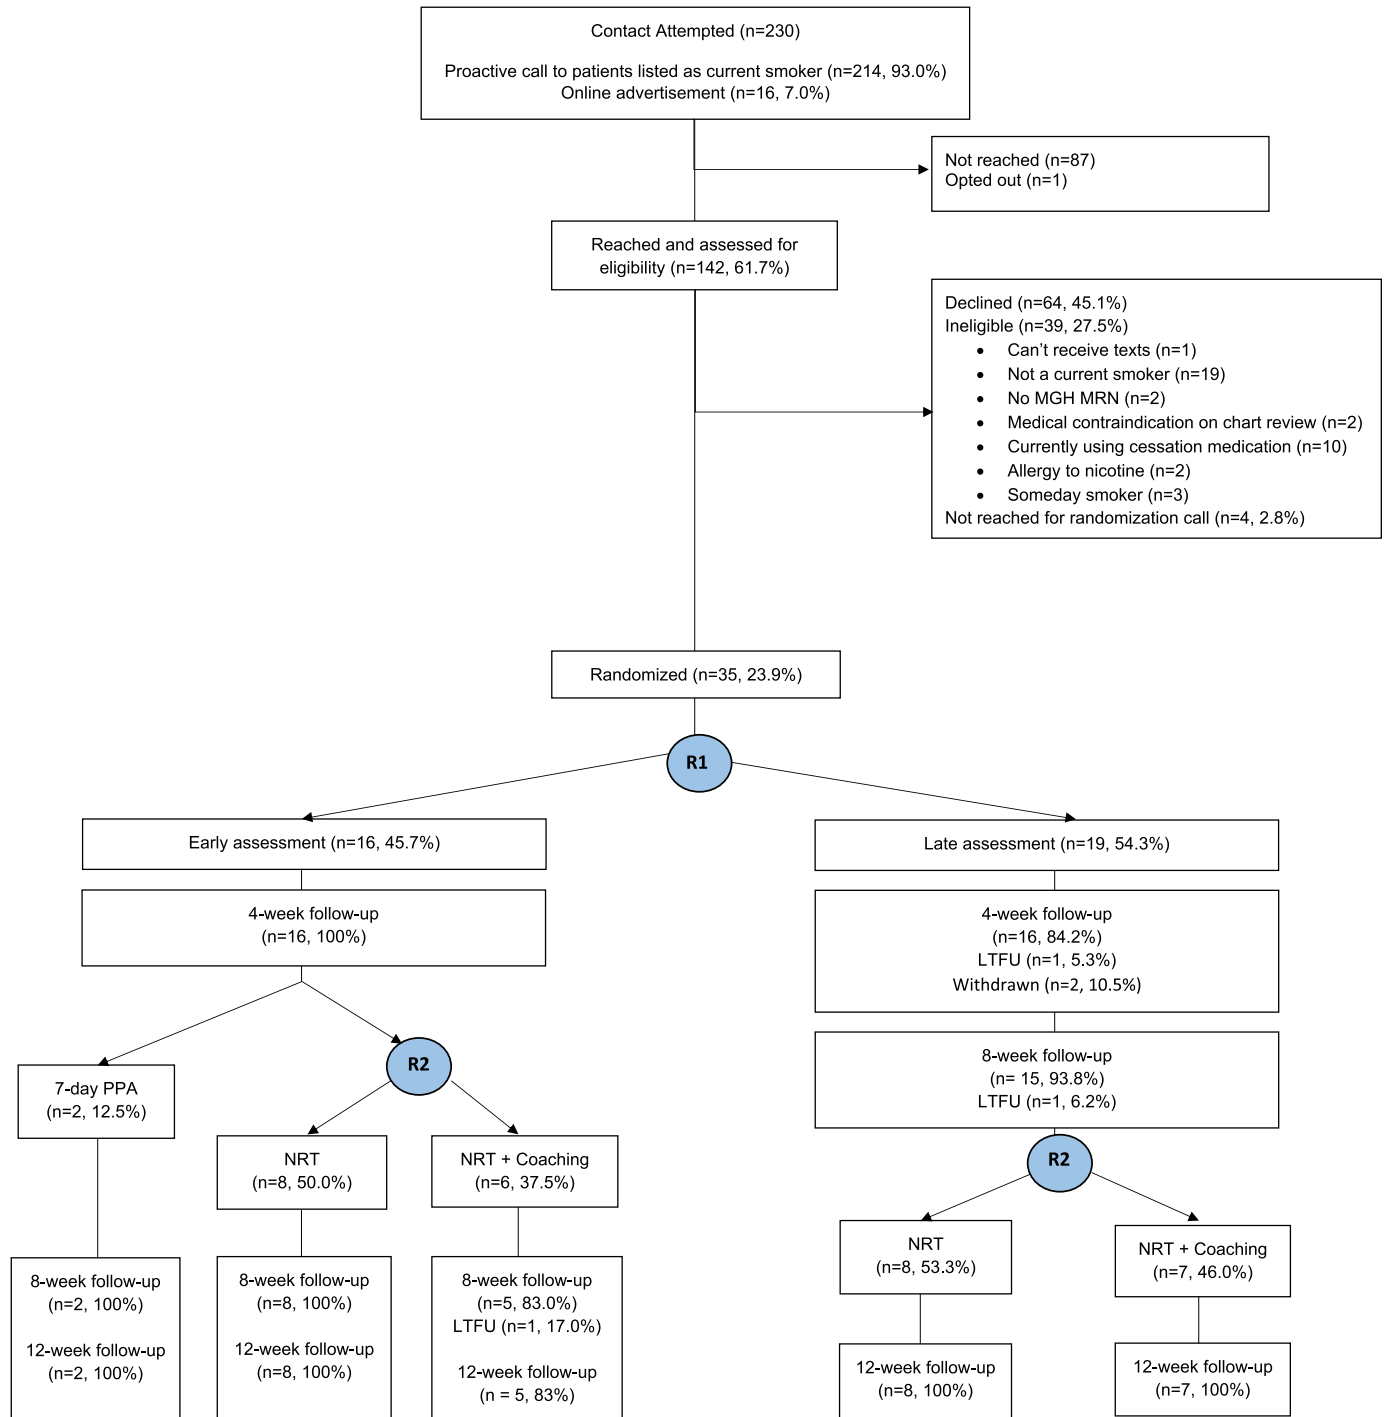 Contact Attempted (n=230)
Proactive call to patients listed as current smoker (n=214, 93.0%)
Online advertisement (n=16, 7.0%)
Not reached (n=87)
Opted out (n=1)
Reached and assessed for
eligibility (n=142, 61.7%)
Declined (n=64, 45.1%)
Ineligible (n=39, 27.5%)
• Can't receive texts (n=1)
• Not a current smoker (n=19)
• No MGH MRN (n=2)
• Medical contraindication on chart review (n=2)
• Currently using cessation medication (n=10)
• Allergy to nicotine (n=2)
• Someday smoker (n=3)
Not reached for randomization call (n=4, 2.8%)
Randomized (n=35, 23.9%)
R1
Early assessment (n=16, 45.7%)
Late assessment (n=19, 54.3%)
4-week follow-up
(n=16, 100%)
4-week follow-up
(n=16, 84.2%)
LTFU (n=1, 5.3%)
Withdrawn (n=2, 10.5%)
8-week follow-up
(n= 15, 93.8%)
LTFU (n=1, 6.2%)
R2
7-day PPA
(n=2, 12.5%)
NRT
(n=8, 50.0%)
NRT + Coaching
(n=6, 37.5%)
R2
NRT
(n=8, 53.3%)
NRT + Coaching
(n=7, 46.0%)
8-week follow-up
(n=2, 100%)
12-week follow-up
(n=2, 100%)
8-week follow-up
(n=8, 100%)
12-week follow-up
(n=8, 100%)
8-week follow-up
(n=5, 83.0%)
LTFU (n=1, 17.0%)
12-week follow-up
(n = 5, 83%)
12-week follow-up
(n=8, 100%)
12-week follow-up
(n=7, 100%)